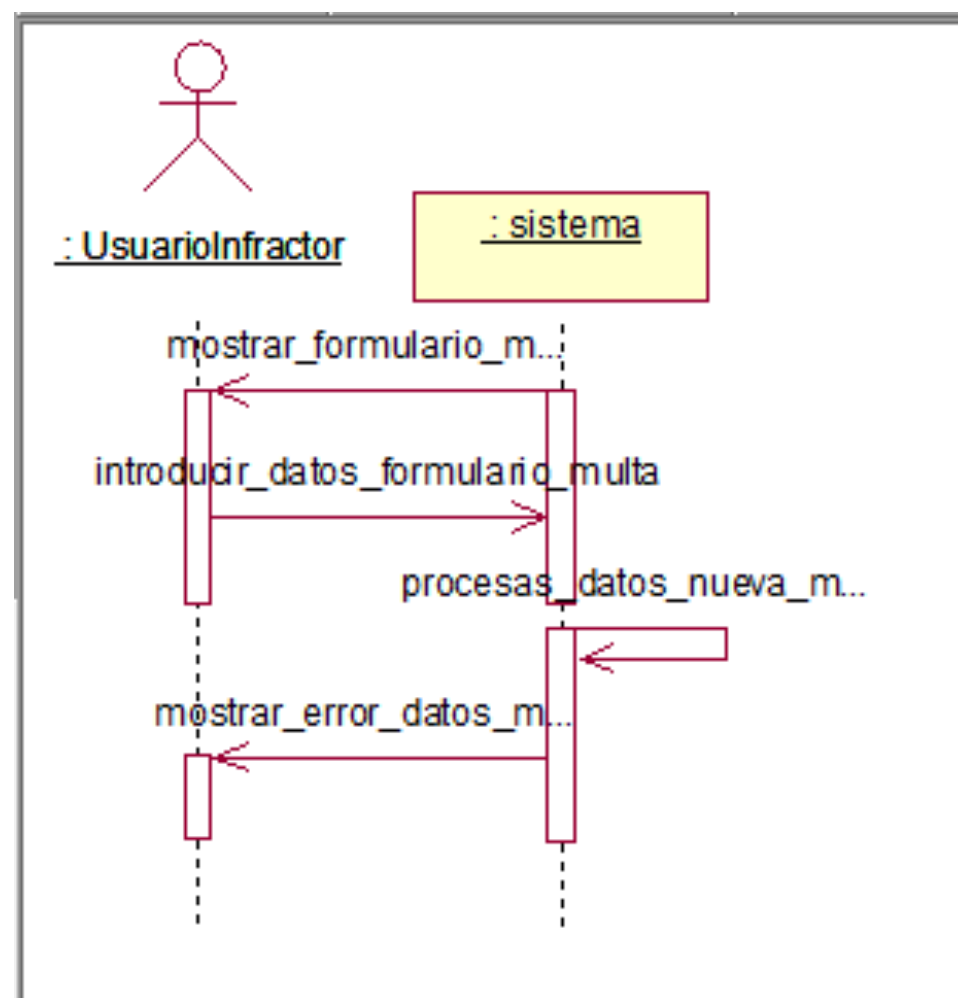 : UsuarioInfractor
: sistema
mostrar_formulario_m...
introducir_datos_formulario_multa
procesas_datos_nueva_m...
mostrar_error_datos_m...